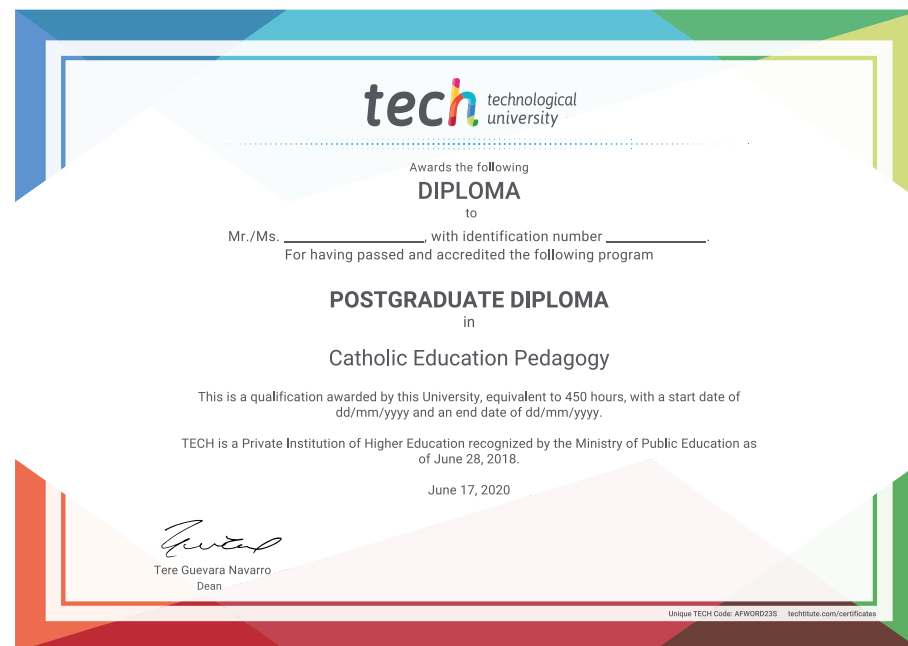 tech technological
university
Awards the following
DIPLOMA
to
Mr./Ms. ________________, with identification number ____________.
For having passed and accredited the following program
POSTGRADUATE DIPLOMA
in
Catholic Education Pedagogy
This is a qualification awarded by this University, equivalent to 450 hours, with a start date of
dd/mm/yyyy and an end date of dd/mm/yyyy.
TECH is a Private Institution of Higher Education recognized by the Ministry of Public Education as
of June 28, 2018.
June 17, 2020
Tere Guevara Navarro
Dean
Unique TECH Code: AFWORD23S techtitute.com/certificates